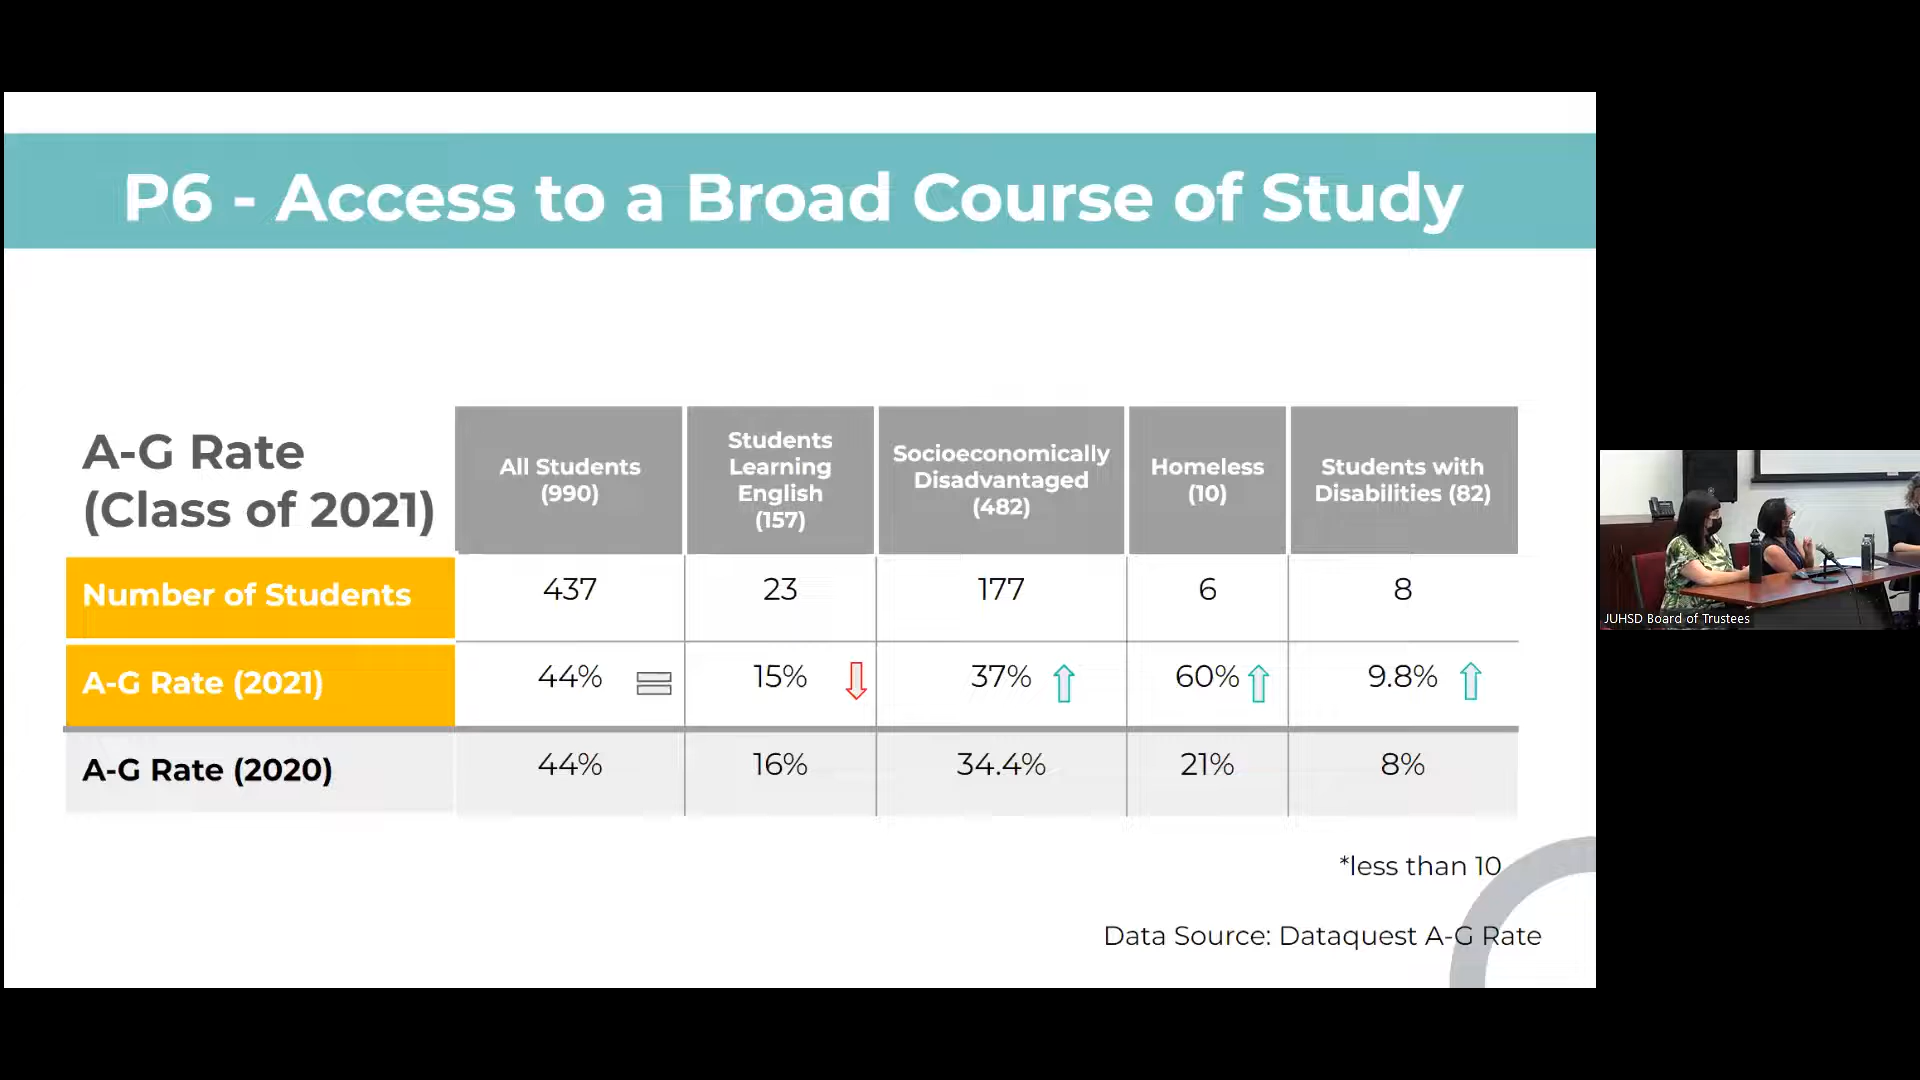 P6 - Access to a Broad Course of Study
A-G Rate
(Class of 2021)
All Students
(990)
Students
Learning
English
(157)
Socioeconomically
Disadvantaged
(482)
Homeless
(10)
Students with
Disabilities (82)
Number of Students
437
23
177
6
8
A-G Rate (2021)
44%
15%
37%
60%
9.8%
A-G Rate (2020)
44%
16%
34.4%
21%
8%
*less than 10
Data Source: Dataquest A-G Rate
JUHSD Board of Trustees